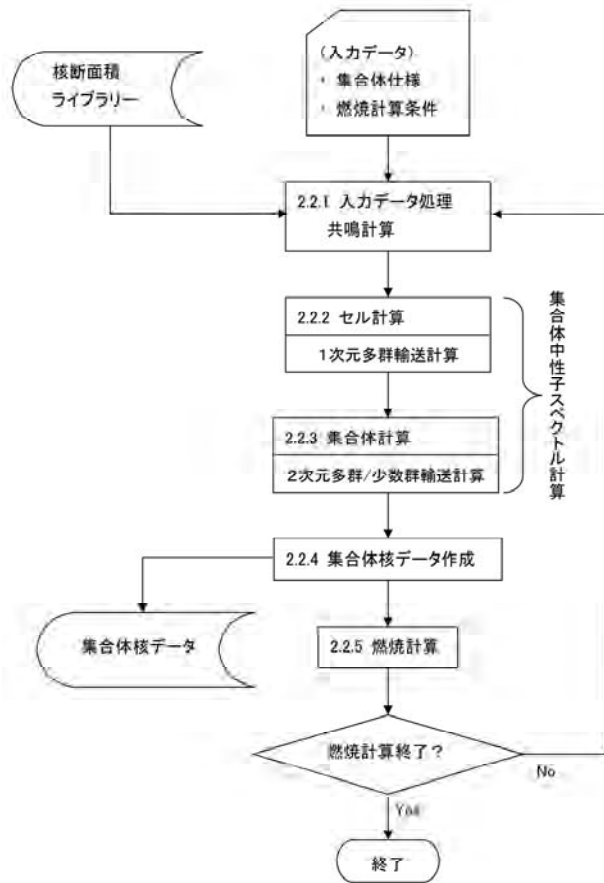 核断面積
ライブラリー
(入力データ)
・ 集合体仕様
・ 燃焼計算条件
2.2.1 入力データ処理
共鳴計算
2.2.2 セル計算
1次元多群輸送計算
2.2.3 集合体計算
2次元多群/少数群輸送計算
集合体中性子スペクトル計算
2.2.4 集合体核データ作成
集合体核データ
2.2.5 燃焼計算
燃焼計算終了?
No
Yes
終了